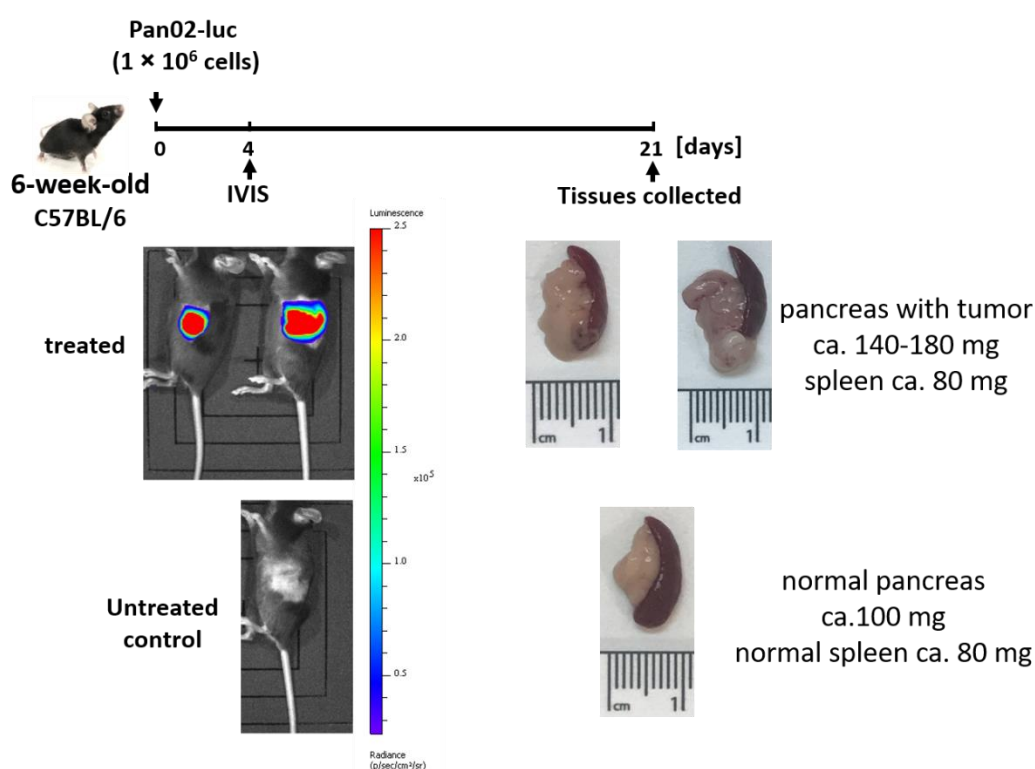 Pan02-luc
(1 × 10⁶ cells)
0
4
21
[days]
6-week-old
C57BL/6
IVIS
Tissues collected
Luminescence
2.5
2.0
1.5
×10⁵
1.0
0.5
Radiance
(p/sec/cm²/sr)
treated
cm 1
cm 1
pancreas with tumor
ca. 140-180 mg
spleen ca. 80 mg
Untreated
control
cm 1
normal pancreas
ca.100 mg
normal spleen ca. 80 mg